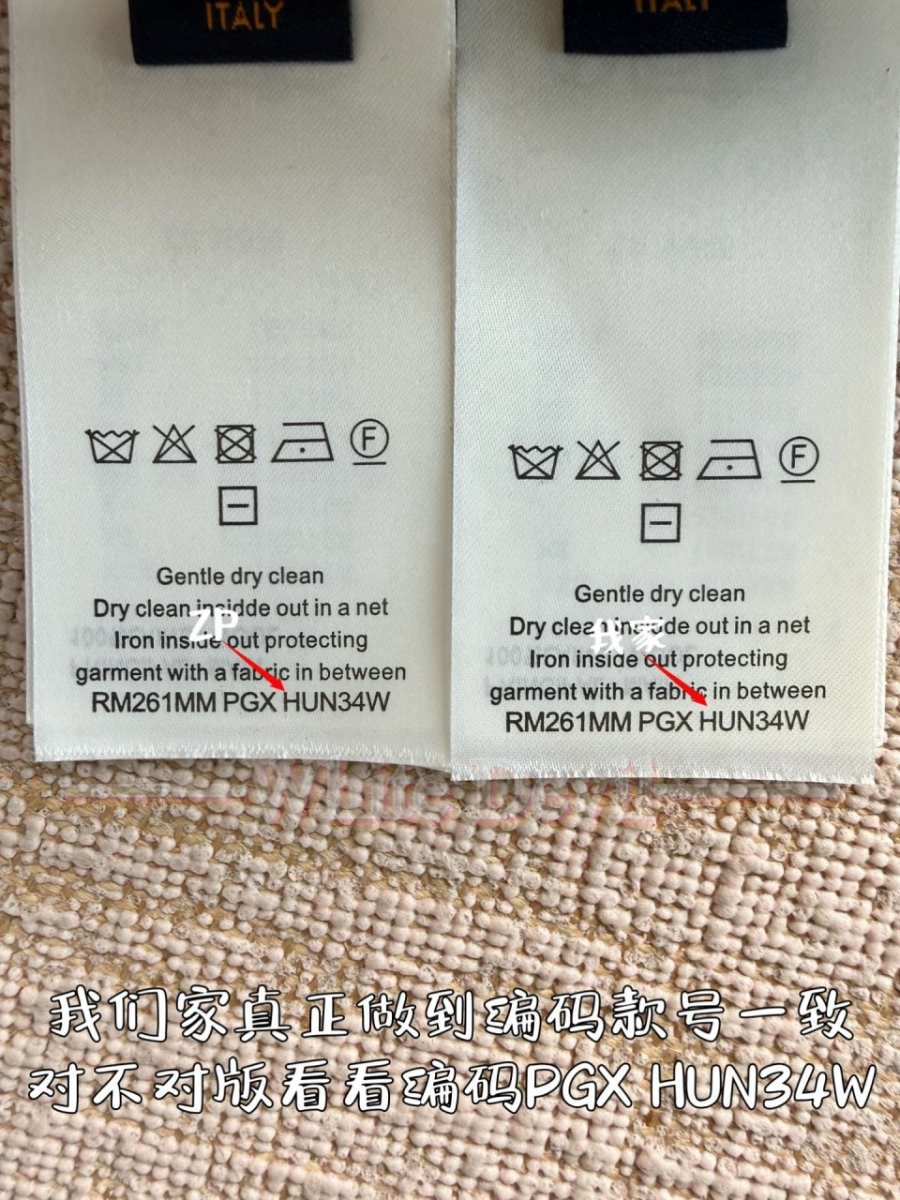 ITALY
ITALY
F
Gentle dry clean
Dry clean insidde out in a net
Iron inside out protecting
garment with a fabric in between
RM261MM PGX HUN34W
ZP
F
Gentle dry clean
Dry clean insidde out in a net
Iron inside out protecting
garment with a fabric in between
RM261MM PGX HUN34W
我家
White Devil
我们家真正做到编码款号一致
对不对版看看编码PGX HUN34W